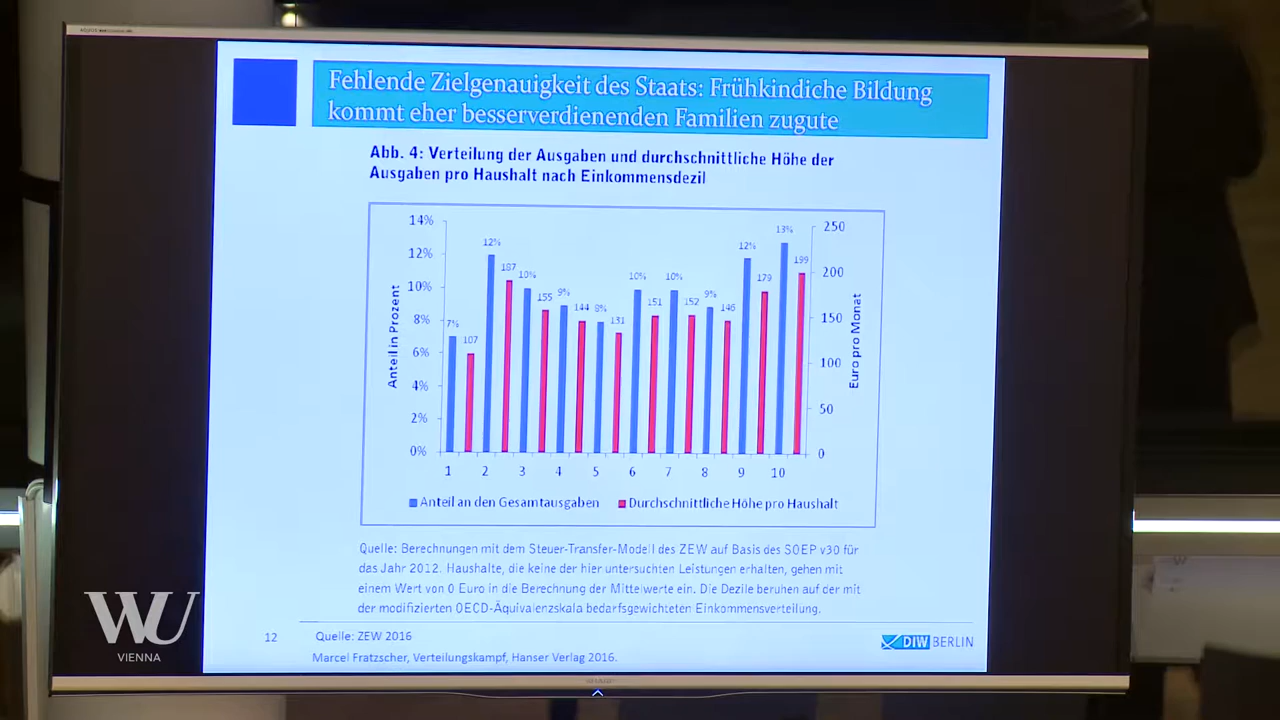 Fehlende Zielgenauigkeit des Staats: Frühkindiche Bildung
kommt eher besserverdienenden Familien zugute
Abb. 4: Verteilung der Ausgaben und durchschnittliche Höhe der
Ausgaben pro Haushalt nach Einkommensdezil
14%
12%
10%
8%
6%
4%
2%
0%
Anteil in Prozent
7%
107
12%
187
10%
155
9%
144
8%
131
10%
151
10%
152
9%
146
12%
179
13%
199
250
200
150
100
50
0
Euro pro Monat
1 2 3 4 5 6 7 8 9 10
Anteil an den Gesamtausgaben
Durchschnittliche Höhe pro Haushalt
Quelle: Berechnungen mit dem Steuer-Transfer-Modell des ZEW auf Basis des SOEP v30 für
das Jahr 2012. Haushalte, die keine der hier untersuchten Leistungen erhalten, gehen mit
einem Wert von 0 Euro in die Berechnung der Mittelwerte ein. Die Dezile beruhen auf der mit
der modifizierten OECD-Äquivalenzskala bedarfsgewichteten Einkommensverteilung.
12
Quelle: ZEW 2016
Marcel Fratzscher, Verteilungskampf, Hanser Verlag 2016.
DIW BERLIN
WU
VIENNA